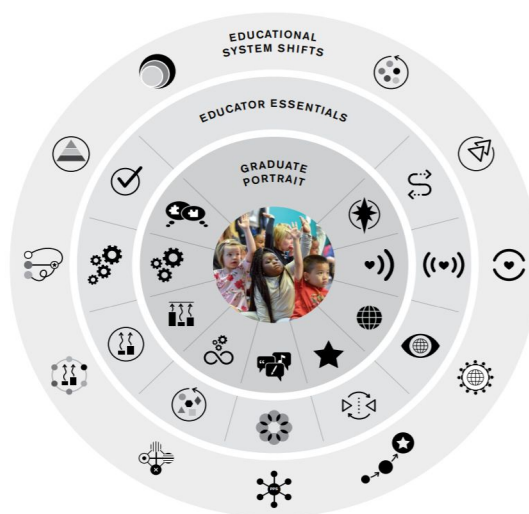 EDUCATIONAL
SYSTEM SHIFTS
EDUCATOR ESSENTIALS
GRADUATE
PORTRAIT